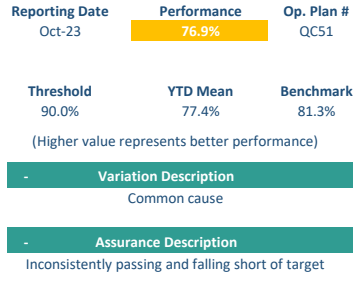 Reporting Date Performance Op. Plan #
Oct-23 76.9% QC51
Threshold YTD Mean Benchmark
90.0% 77.4% 81.3%
(Higher value represents better performance)
- Variation Description
Common cause
- Assurance Description
Inconsistently passing and falling short of target